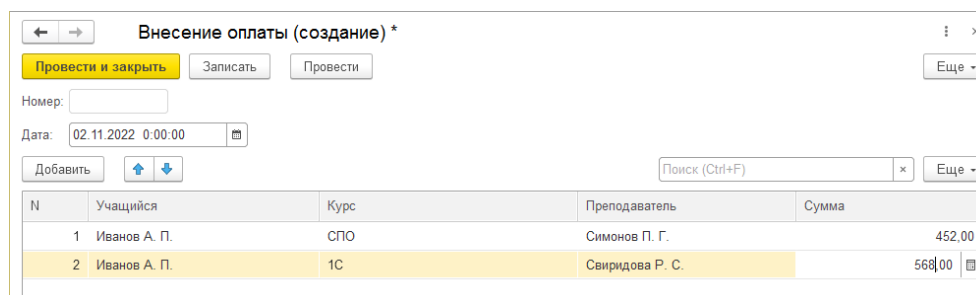 Внесение оплаты (создание) *
Провести и закрыть Записать Провести Еще
Номер:
Дата: 02.11.2022 0:00:00
Добавить Поиск (Ctrl+F) × Еще
N Учащийся Курс Преподаватель Сумма
1 Иванов А. П. СПО Симонов П. Г. 452,00
2 Иванов А. П. 1С Свиридова Р. С. 568,00